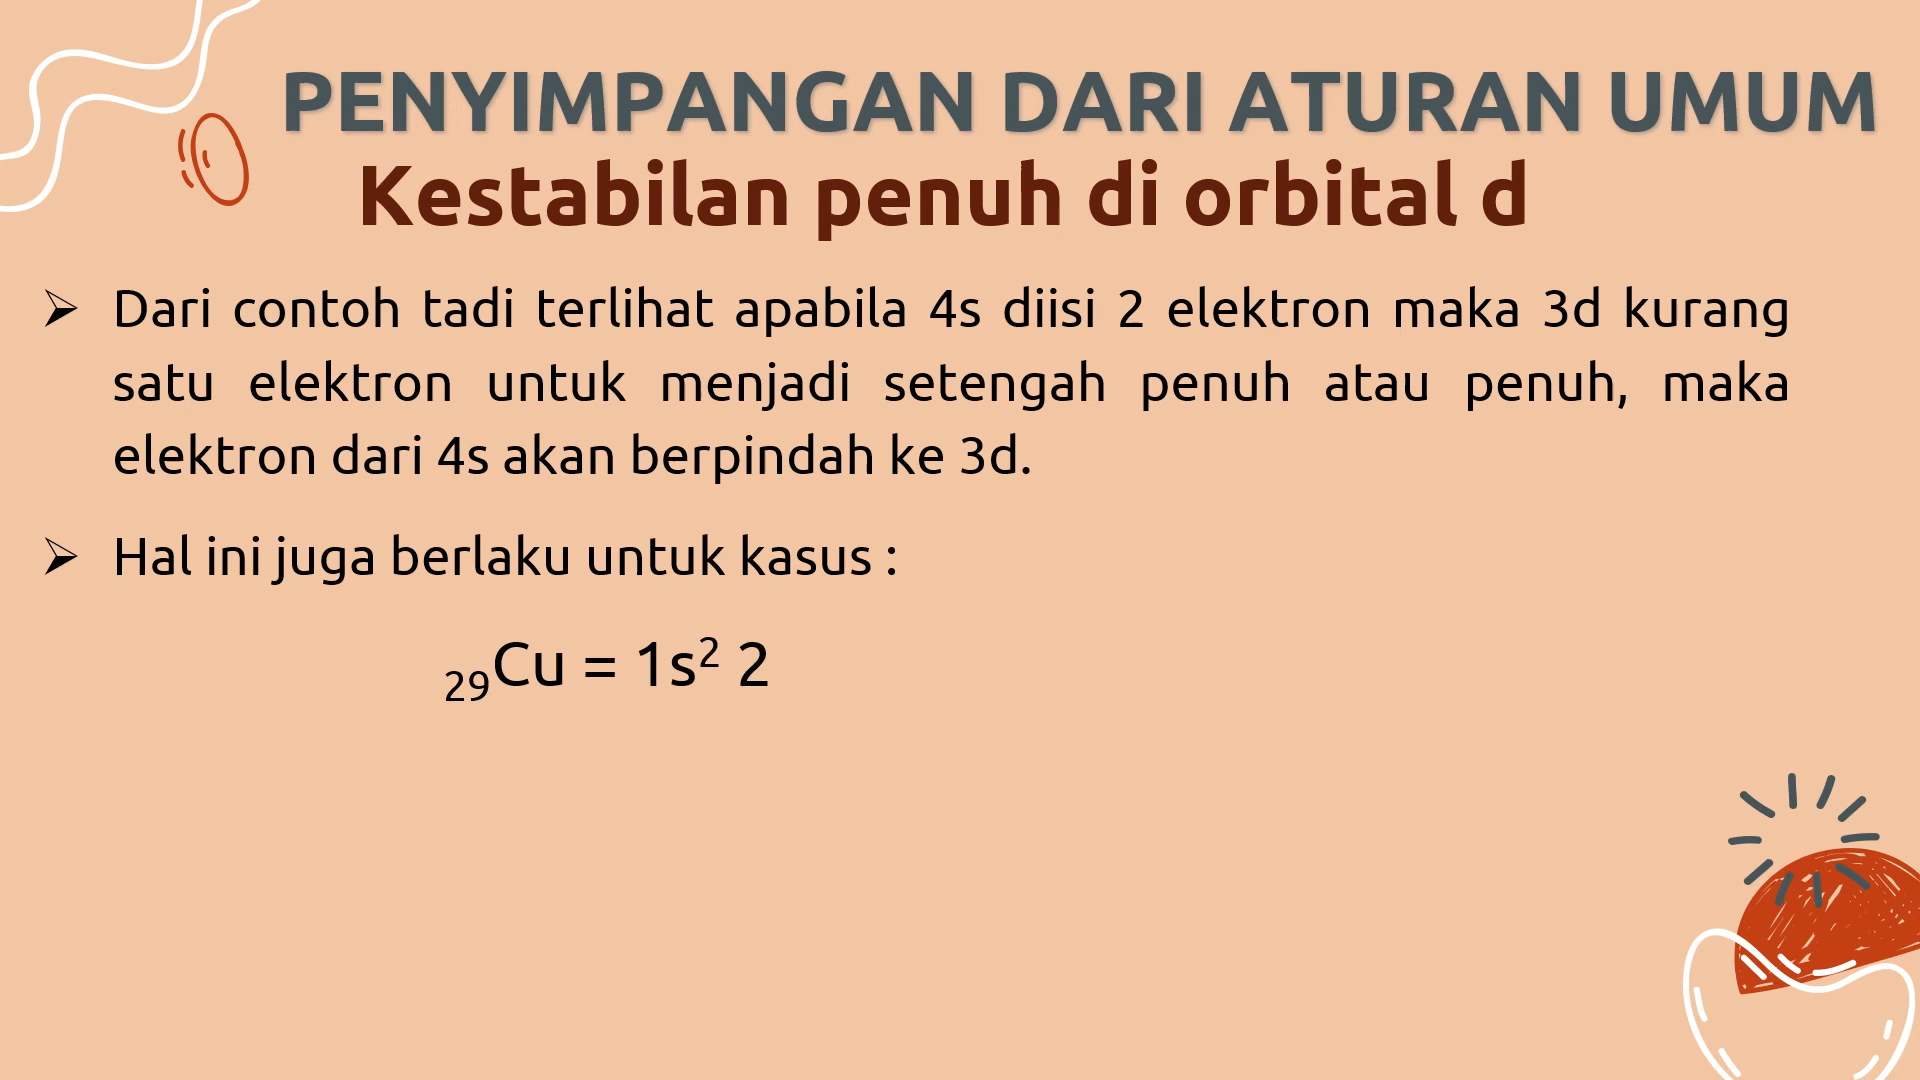 PENYIMPANGAN DARI ATURAN UMUM
Kestabilan penuh di orbital d
➢ Dari contoh tadi terlihat apabila 4s diisi 2 elektron maka 3d kurang
satu elektron untuk menjadi setengah penuh atau penuh, maka
elektron dari 4s akan berpindah ke 3d.
➢ Hal ini juga berlaku untuk kasus :
₂₉Cu = 1s² 2